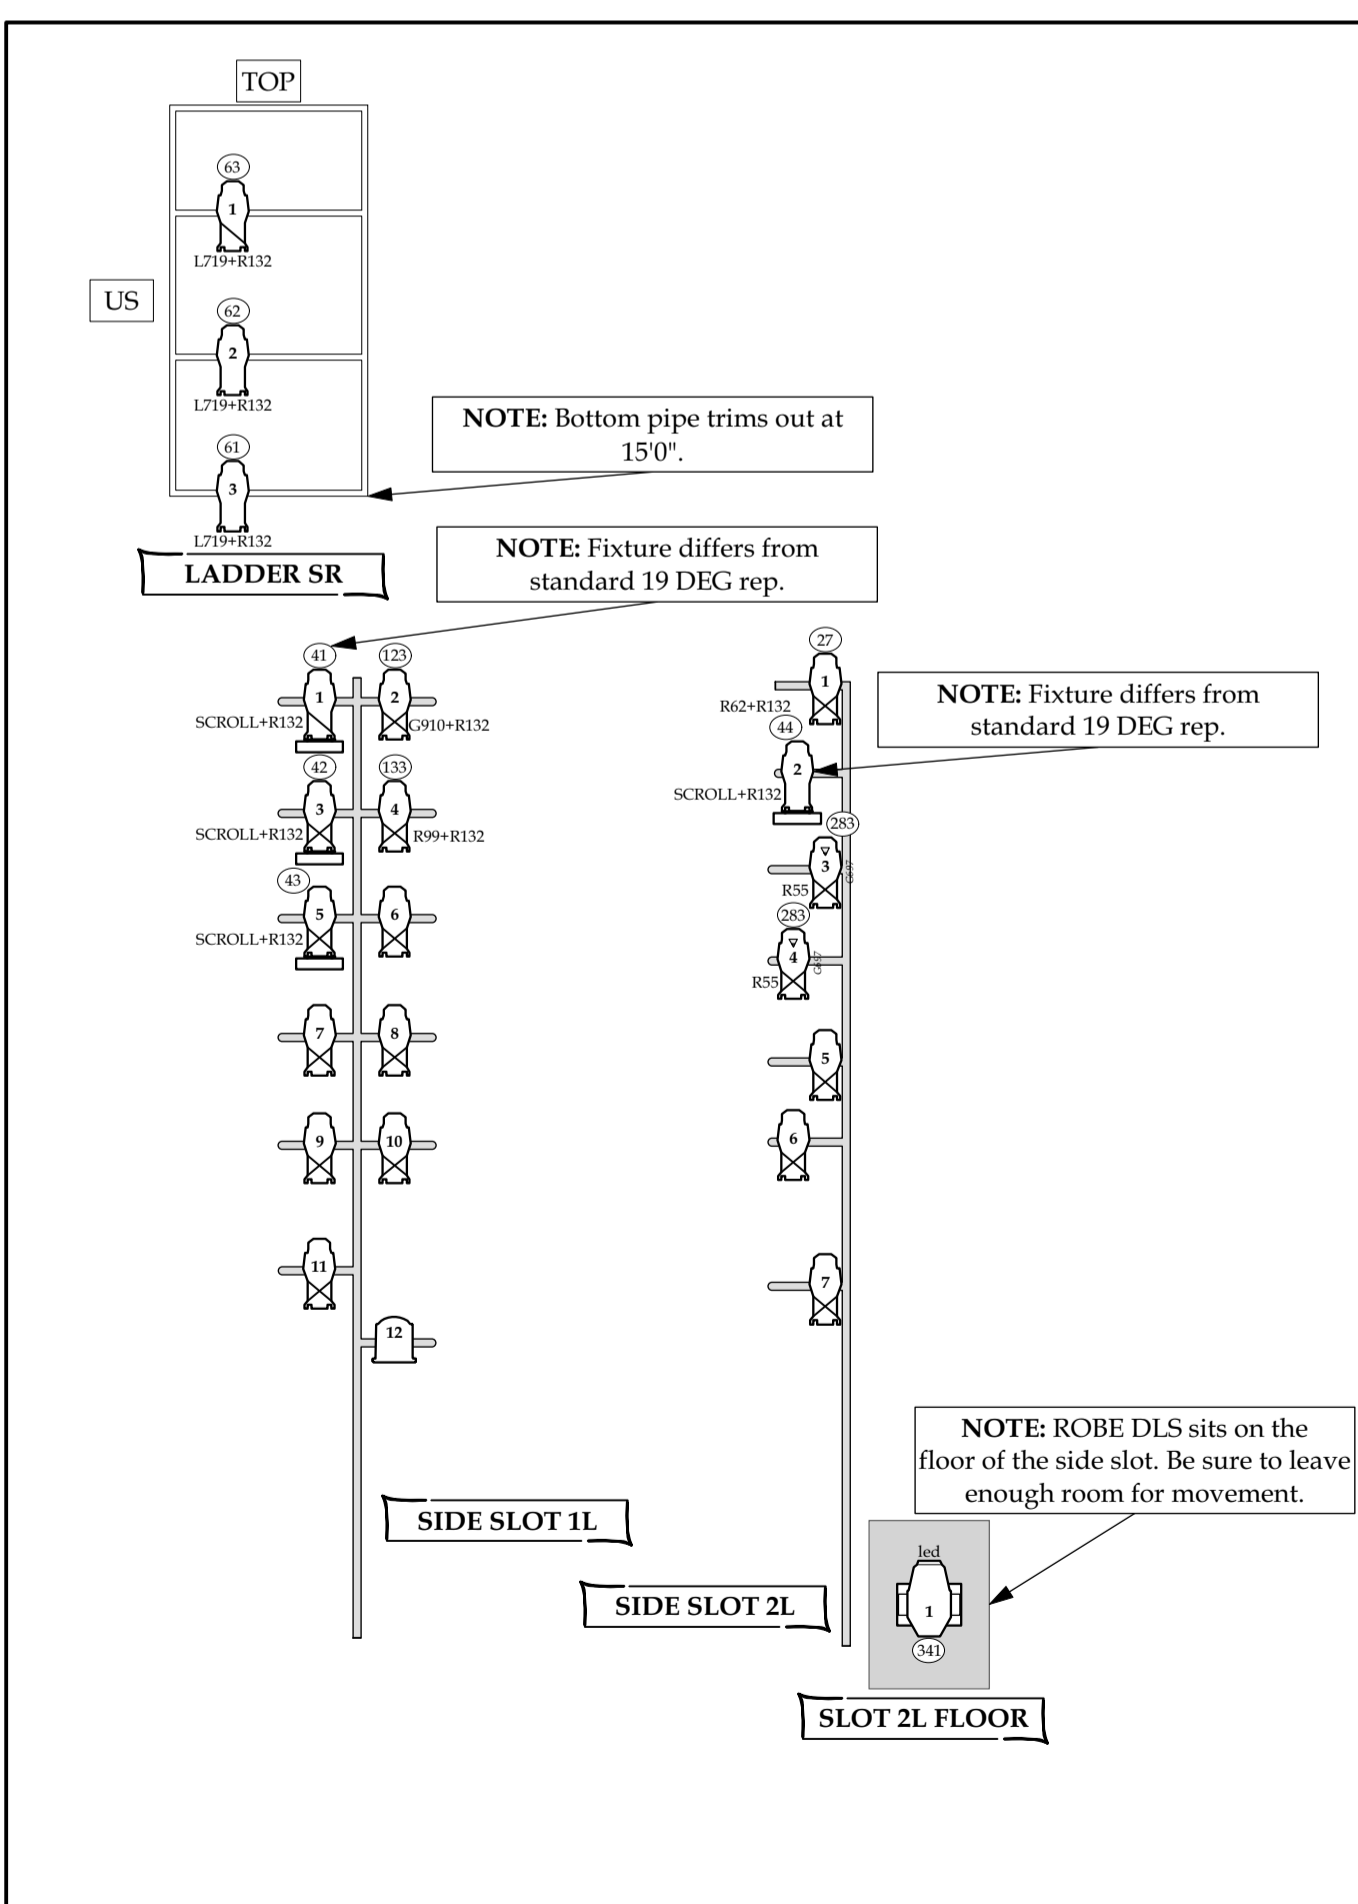 TOP
63
1
L719+R132
US
62
2
L719+R132
NOTE: Bottom pipe trims out at
15'0".
61
3
L719+R132
LADDER SR
NOTE: Fixture differs from
standard 19 DEG rep.
41
1
SCROLL+R132
123
2
G910+R132
42
3
SCROLL+R132
133
4
R99+R132
43
5
SCROLL+R132
6
7
8
9
10
11
12
SIDE SLOT 1L
27
1
R62+R132
NOTE: Fixture differs from
standard 19 DEG rep.
44
2
SCROLL+R132
283
3
R55
G697
283
4
R55
G697
5
6
7
SIDE SLOT 2L
NOTE: ROBE DLS sits on the
floor of the side slot. Be sure to leave
enough room for movement.
led
1
341
SLOT 2L FLOOR